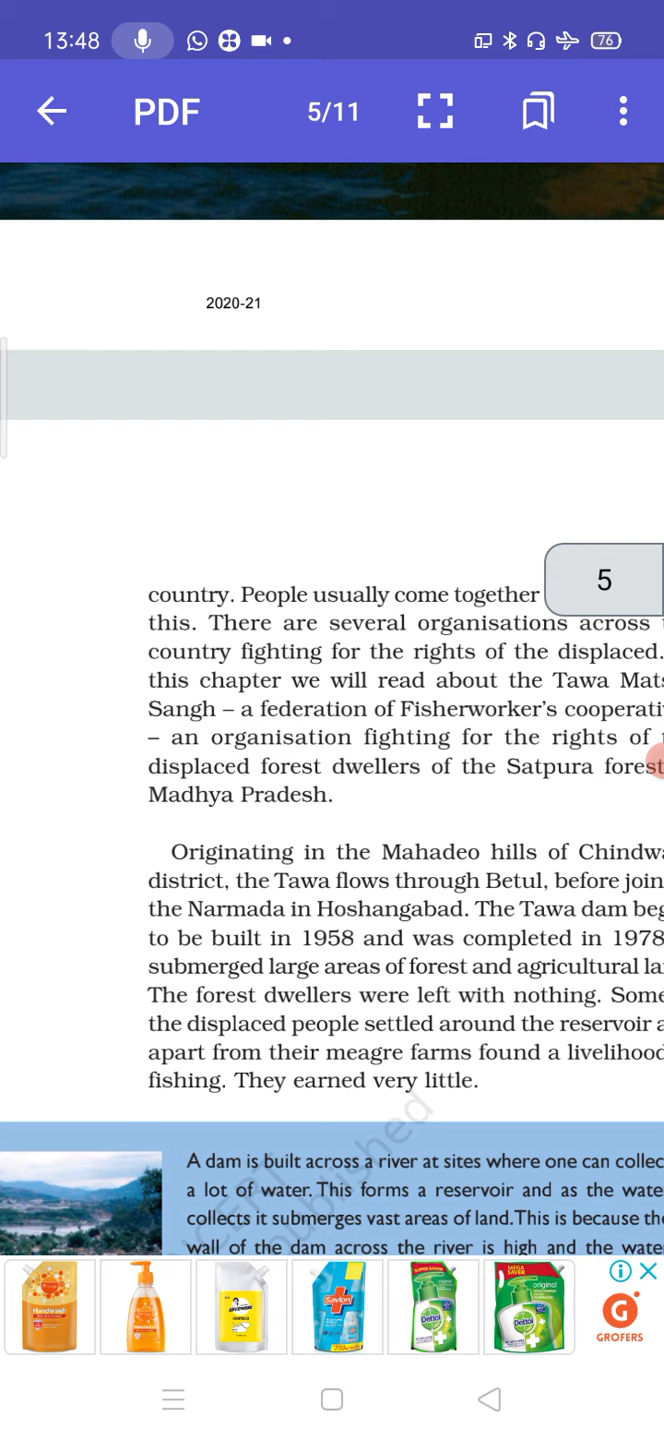 13:48
76
PDF
5/11
2020-21
5
country. People usually come together
this. There are several organisations across
country fighting for the rights of the displaced.
this chapter we will read about the Tawa Mats
Sangh – a federation of Fisherworker's cooperati
– an organisation fighting for the rights of
displaced forest dwellers of the Satpura forest
Madhya Pradesh.
Originating in the Mahadeo hills of Chindwa
district, the Tawa flows through Betul, before join
the Narmada in Hoshangabad. The Tawa dam beg
to be built in 1958 and was completed in 1978
submerged large areas of forest and agricultural la
The forest dwellers were left with nothing. Some
the displaced people settled around the reservoir a
apart from their meagre farms found a livelihood
fishing. They earned very little.
A dam is built across a river at sites where one can collec
a lot of water. This forms a reservoir and as the wate
collects it submerges vast areas of land. This is because the
wall of the dam across the river is high and the wate
Handwash
Savlon
SUPER SAVER
Dettol
MEGA SAVER
original
Dettol
G
GROFERS